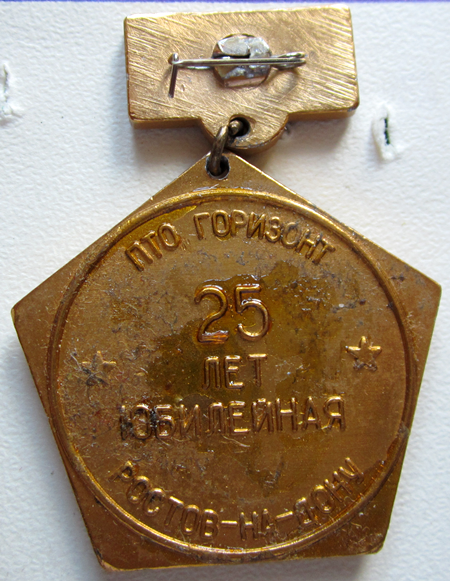 ПТО ГОРИЗОНТ
25
ЛЕТ
ЮБИЛЕЙНАЯ
РОСТОВ-НА-ДОНУ